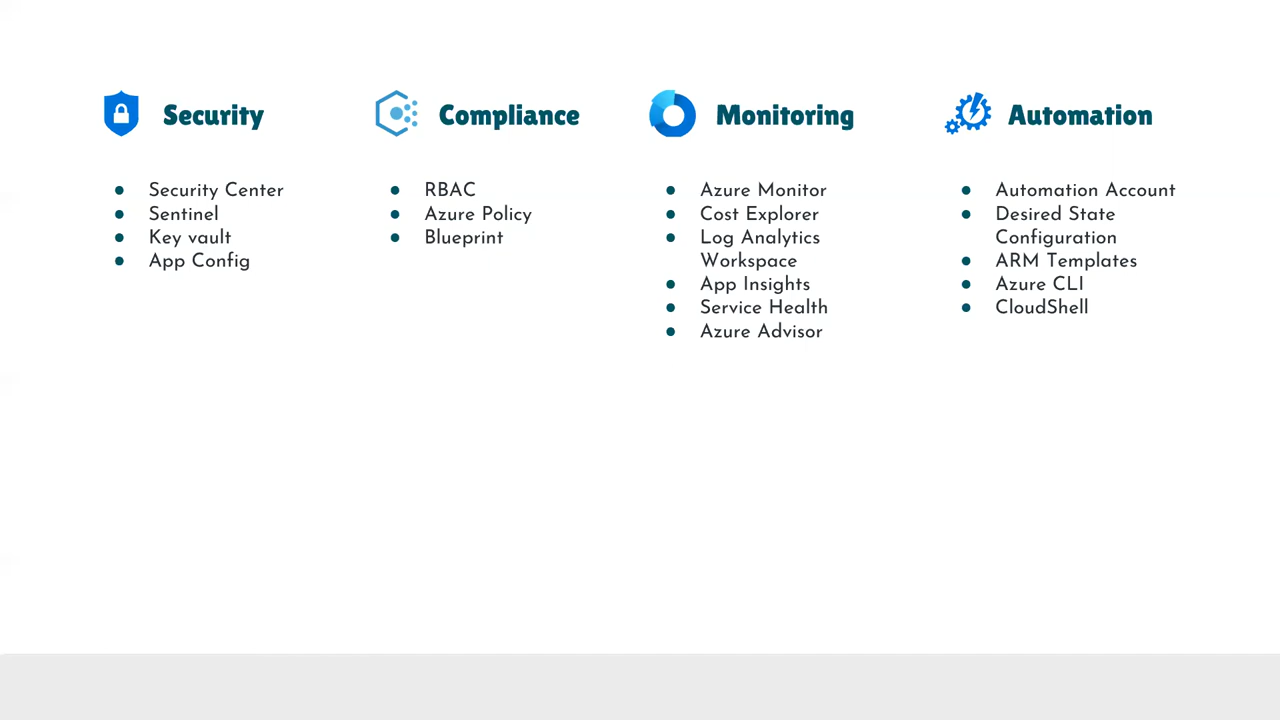 Security
Security Center
Sentinel
Key vault
App Config
Compliance
RBAC
Azure Policy
Blueprint
Monitoring
Azure Monitor
Cost Explorer
Log Analytics
Workspace
App Insights
Service Health
Azure Advisor
Automation
Automation Account
Desired State
Configuration
ARM Templates
Azure CLI
CloudShell